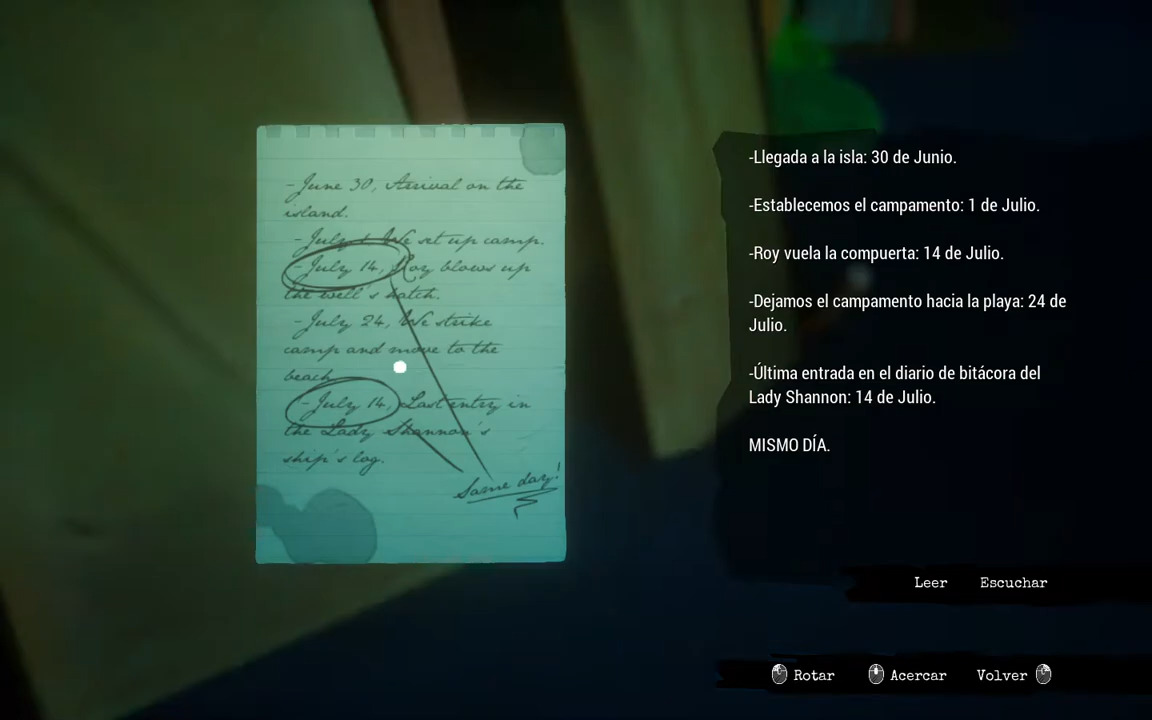 - June 30, Arrival on the
island.
- July 1 We set up camp.
- July 14, Roy blows up
the well's hatch.
- July 24, We strike
camp and move to the
beach
- July 14, Last entry in
the Lady Shannon's
ship's log.
Same day!
-Llegada a la isla: 30 de Junio.
-Establecemos el campamento: 1 de Julio.
-Roy vuela la compuerta: 14 de Julio.
-Dejamos el campamento hacia la playa: 24 de
Julio.
-Última entrada en el diario de bitácora del
Lady Shannon: 14 de Julio.
MISMO DÍA.
Leer Escuchar
Rotar Acercar Volver